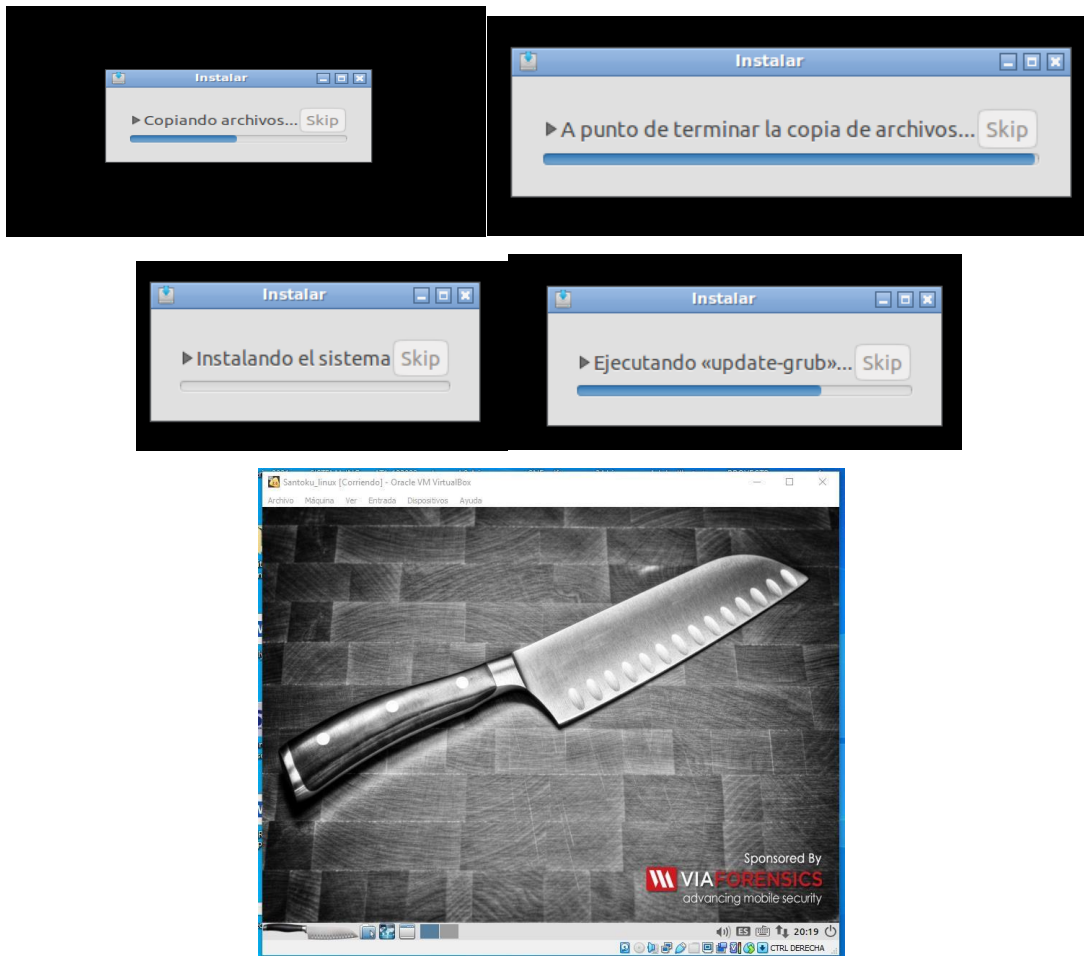 Instalar
Copiando archivos... Skip
Instalar
A punto de terminar la copia de archivos... Skip
Instalar
Instalando el sistema Skip
Instalar
Ejecutando «update-grub»... Skip
Santoku_linux [Corriendo] - Oracle VM VirtualBox
Archivo Máquina Ver Entrada Dispositivos Ayuda
Sponsored By
VIAFORENSICS
advancing mobile security
ES 20:19
CTRL DERECHA